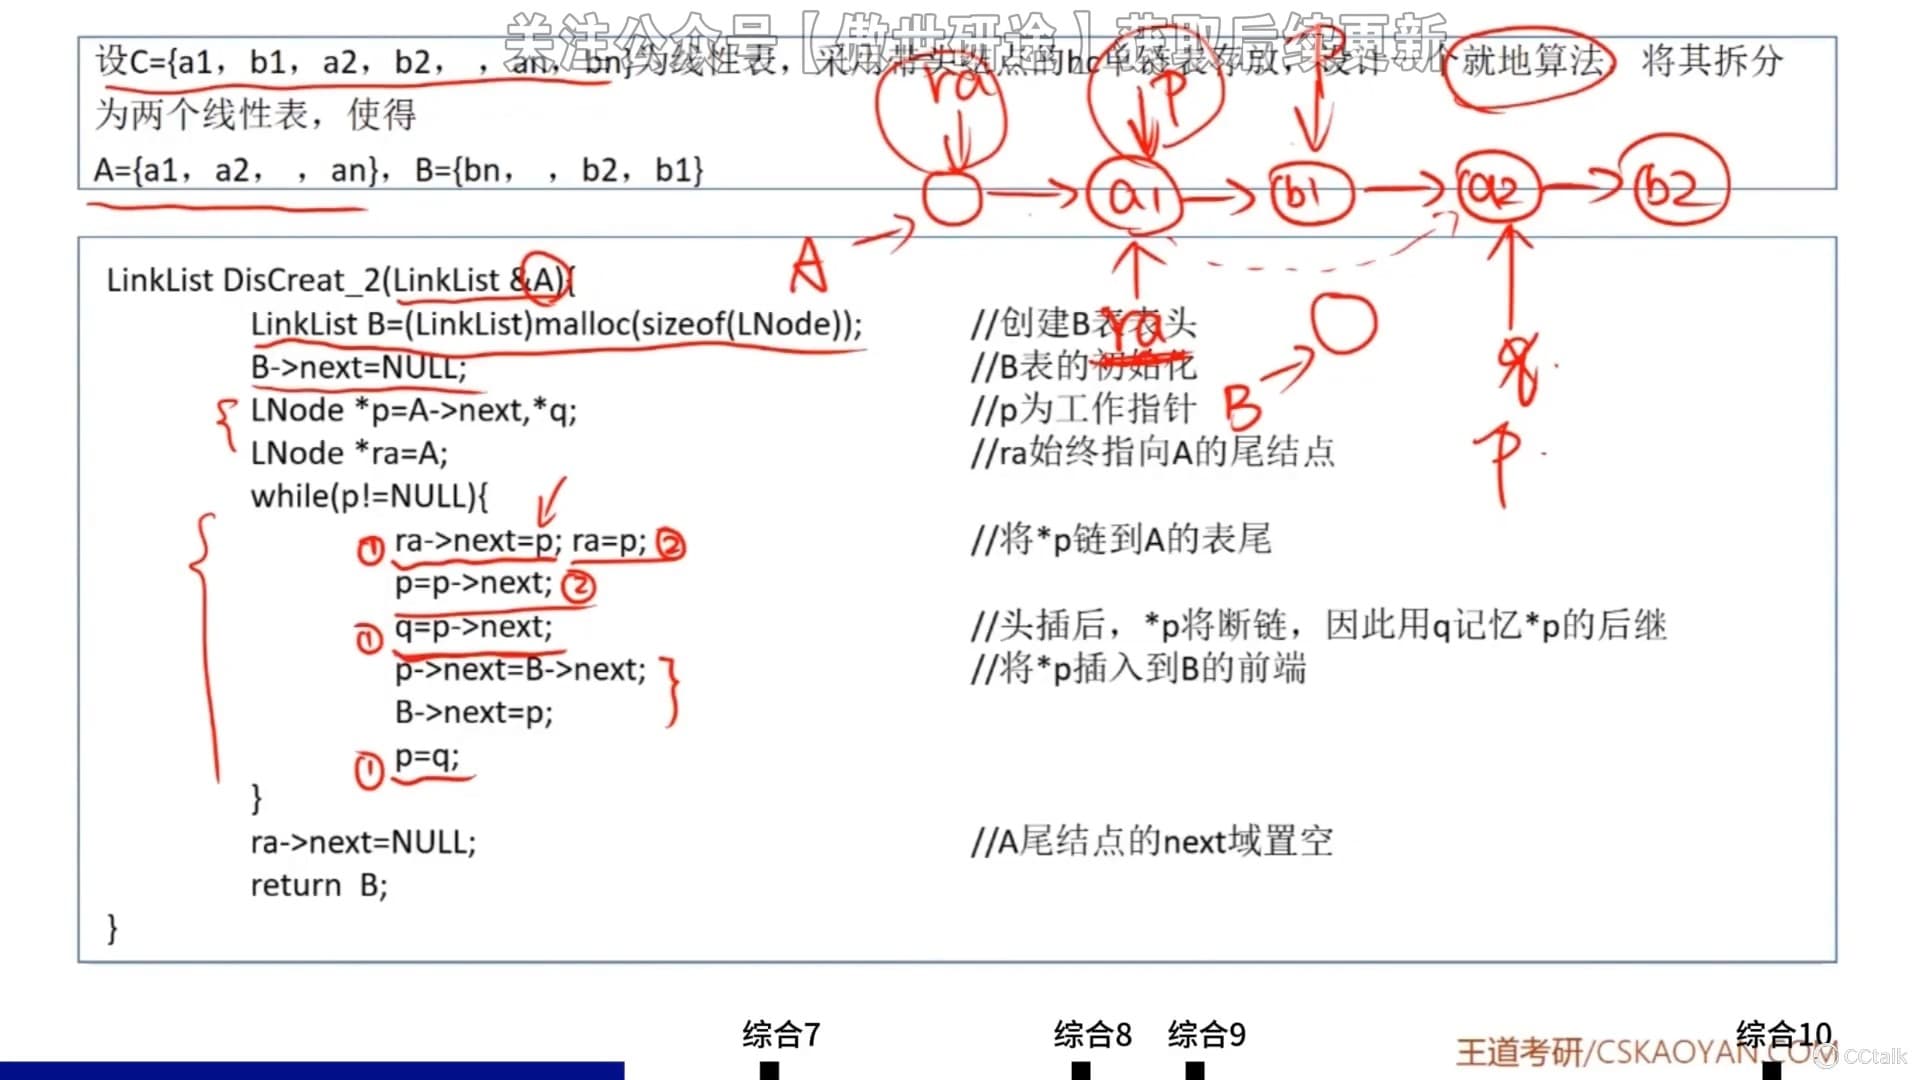 关注公众号【傲世研途】获取后续更新
设C={a1, b1, a2, b2, , an, bn}为线性表, 采用带头结点的hc单链表存放, 设计一个就地算法, 将其拆分
为两个线性表, 使得
A={a1, a2, , an}, B={bn, , b2, b1}
ra
p
a1
b1
a2
b2
A
ra
B
q
p
LinkList DisCreat_2(LinkList &A){
LinkList B=(LinkList)malloc(sizeof(LNode)); //创建B表表头
B->next=NULL; //B表的初始化
LNode *p=A->next,*q; //p为工作指针
LNode *ra=A; //ra始终指向A的尾结点
while(p!=NULL){
① ra->next=p; ra=p; ② //将*p链到A的表尾
p=p->next; ②
① q=p->next; //头插后, *p将断链, 因此用q记忆*p的后继
p->next=B->next; //将*p插入到B的前端
B->next=p;
① p=q;
}
ra->next=NULL; //A尾结点的next域置空
return B;
}
综合7 综合8 综合9 综合10
王道考研/CSKAOYAN.COM
CCtalk